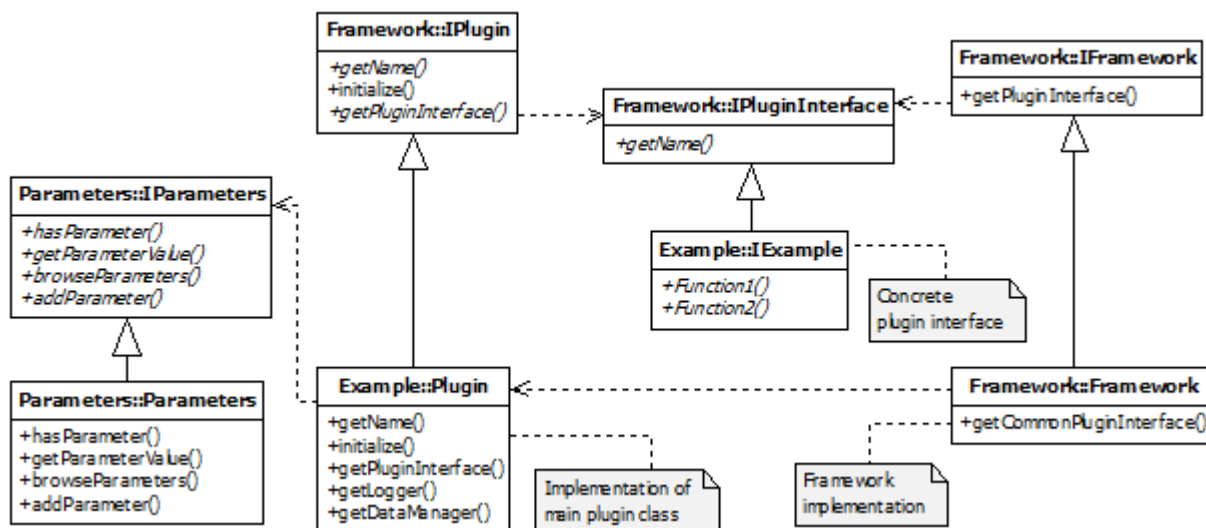 Framework::IPlugin
+getName()
+initialize()
+getPluginInterface()
Framework::IPluginInterface
+getName()
Framework::IFramework
+getPluginInterface()
Parameters::IParameters
+hasParameter()
+getParameterValue()
+browseParameters()
+addParameter()
Example::IExample
+Function1()
+Function2()
Concrete
plugin interface
Parameters::Parameters
+hasParameter()
+getParameterValue()
+browseParameters()
+addParameter()
Example::Plugin
+getName()
+initialize()
+getPluginInterface()
+getLogger()
+getDataManager()
Implementation of
main plugin class
Framework::Framework
+getCommonPluginInterface()
Framework
implementation